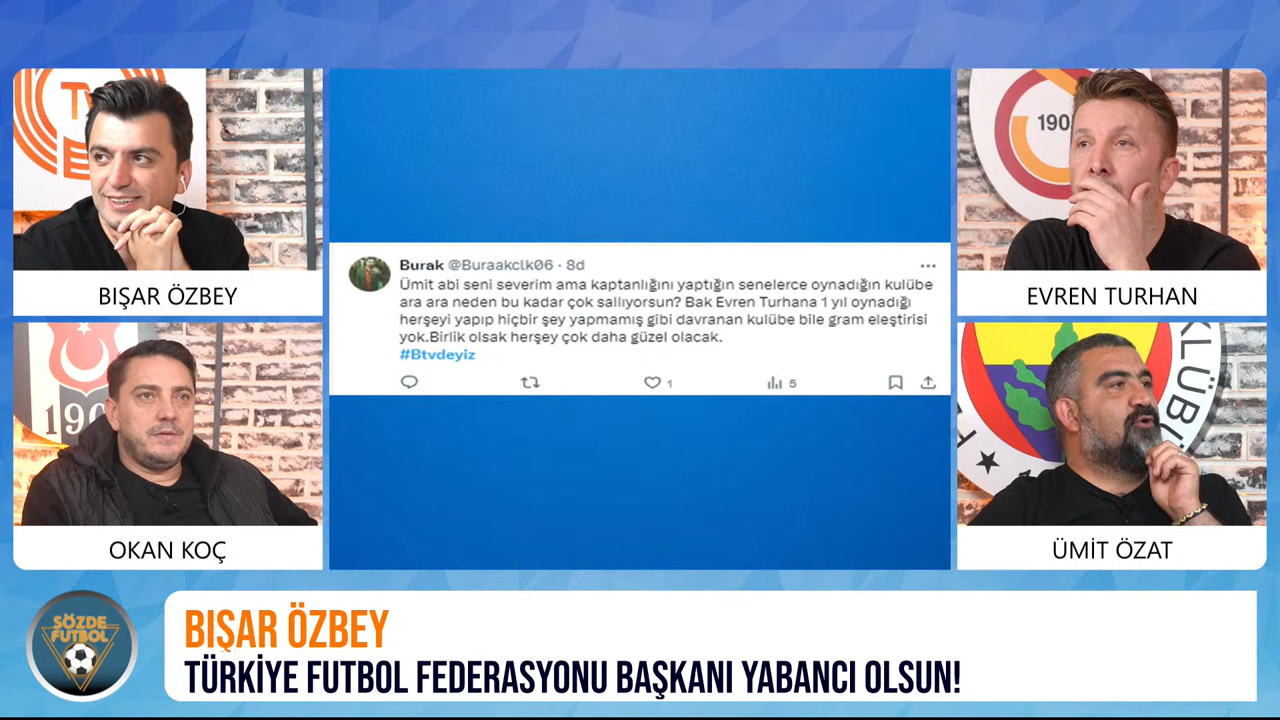 BIŞAR ÖZBEY
OKAN KOÇ
190
Burak @Buraakclk06 · 8d
Ümit abi seni severim ama kaptanlığını yaptığın senelerce oynadığın kulübe
ara ara neden bu kadar çok sallıyorsun? Bak Evren Turhana 1 yıl oynadığı
herşeyi yapıp hiçbir şey yapmamış gibi davranan kulübe bile gram eleştirisi
yok.Birlik olsak herşey çok daha güzel olacak.
#Btvdeyiz
1
5
190
EVREN TURHAN
KLÜBÜ
ÜMİT ÖZAT
SÖZDE
FUTBOL
BIŞAR ÖZBEY
TÜRKİYE FUTBOL FEDERASYONU BAŞKANI YABANCI OLSUN!